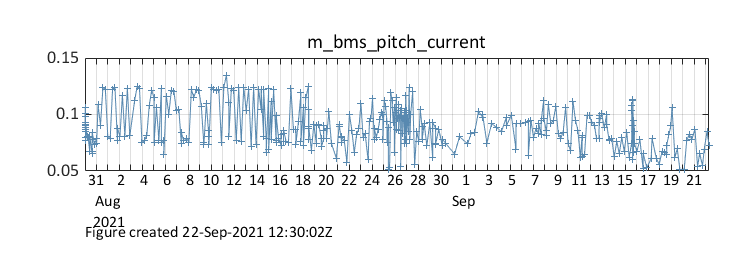 m_bms_pitch_current
0.15
0.1
0.05
31 2 4 6 8 10 12 14 16 18 20 22 24 26 28 30 1 3 5 7 9 11 13 15 17 19 21
Aug Sep
2021
Figure created 22-Sep-2021 12:30:02Z